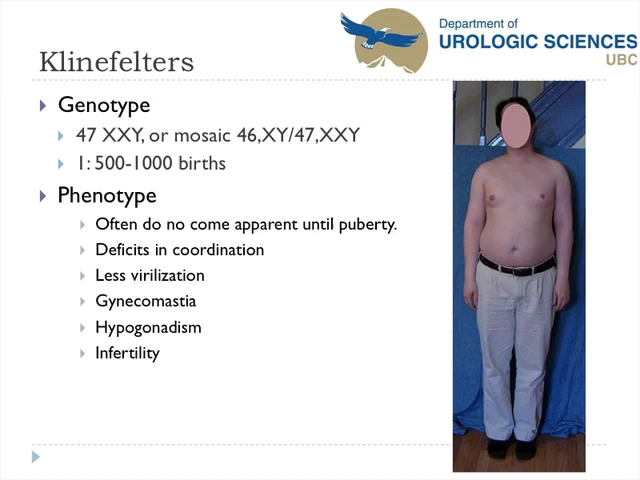 Department of
UROLOGIC SCIENCES
UBC
Klinefelters
Genotype
47 XXY, or mosaic 46,XY/47,XXY
1: 500-1000 births
Phenotype
Often do no come apparent until puberty.
Deficits in coordination
Less virilization
Gynecomastia
Hypogonadism
Infertility